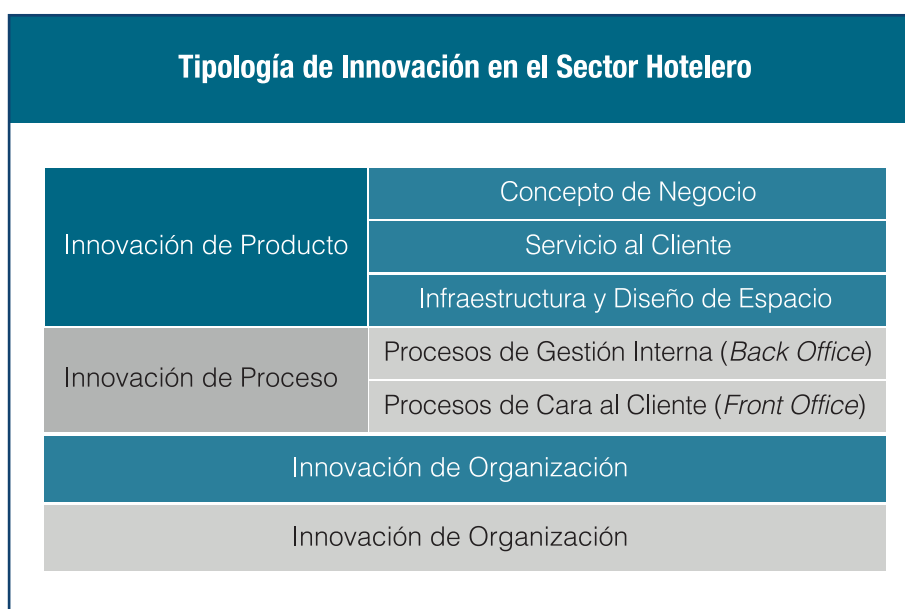 Tipología de Innovación en el Sector Hotelero
Innovación de Producto
Concepto de Negocio
Servicio al Cliente
Infraestructura y Diseño de Espacio
Innovación de Proceso
Procesos de Gestión Interna (Back Office)
Procesos de Cara al Cliente (Front Office)
Innovación de Organización
Innovación de Organización